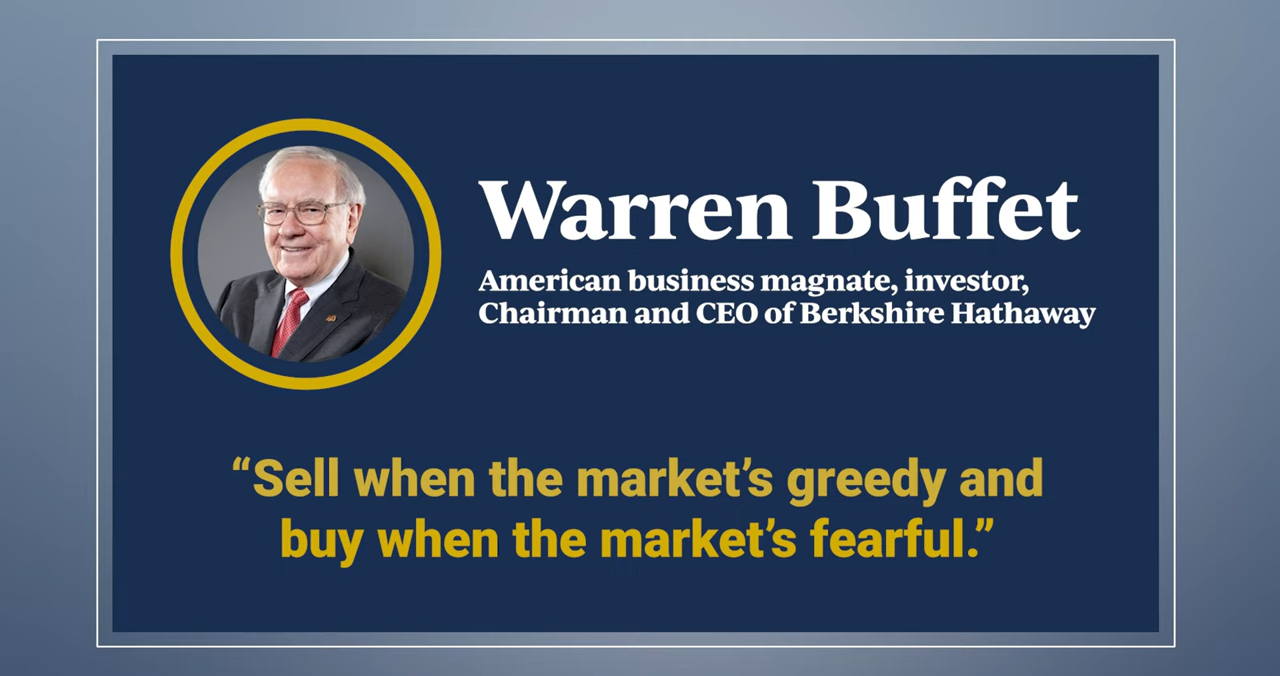 Warren Buffet
American business magnate, investor,
Chairman and CEO of Berkshire Hathaway
“Sell when the market’s greedy and
buy when the market’s fearful.”